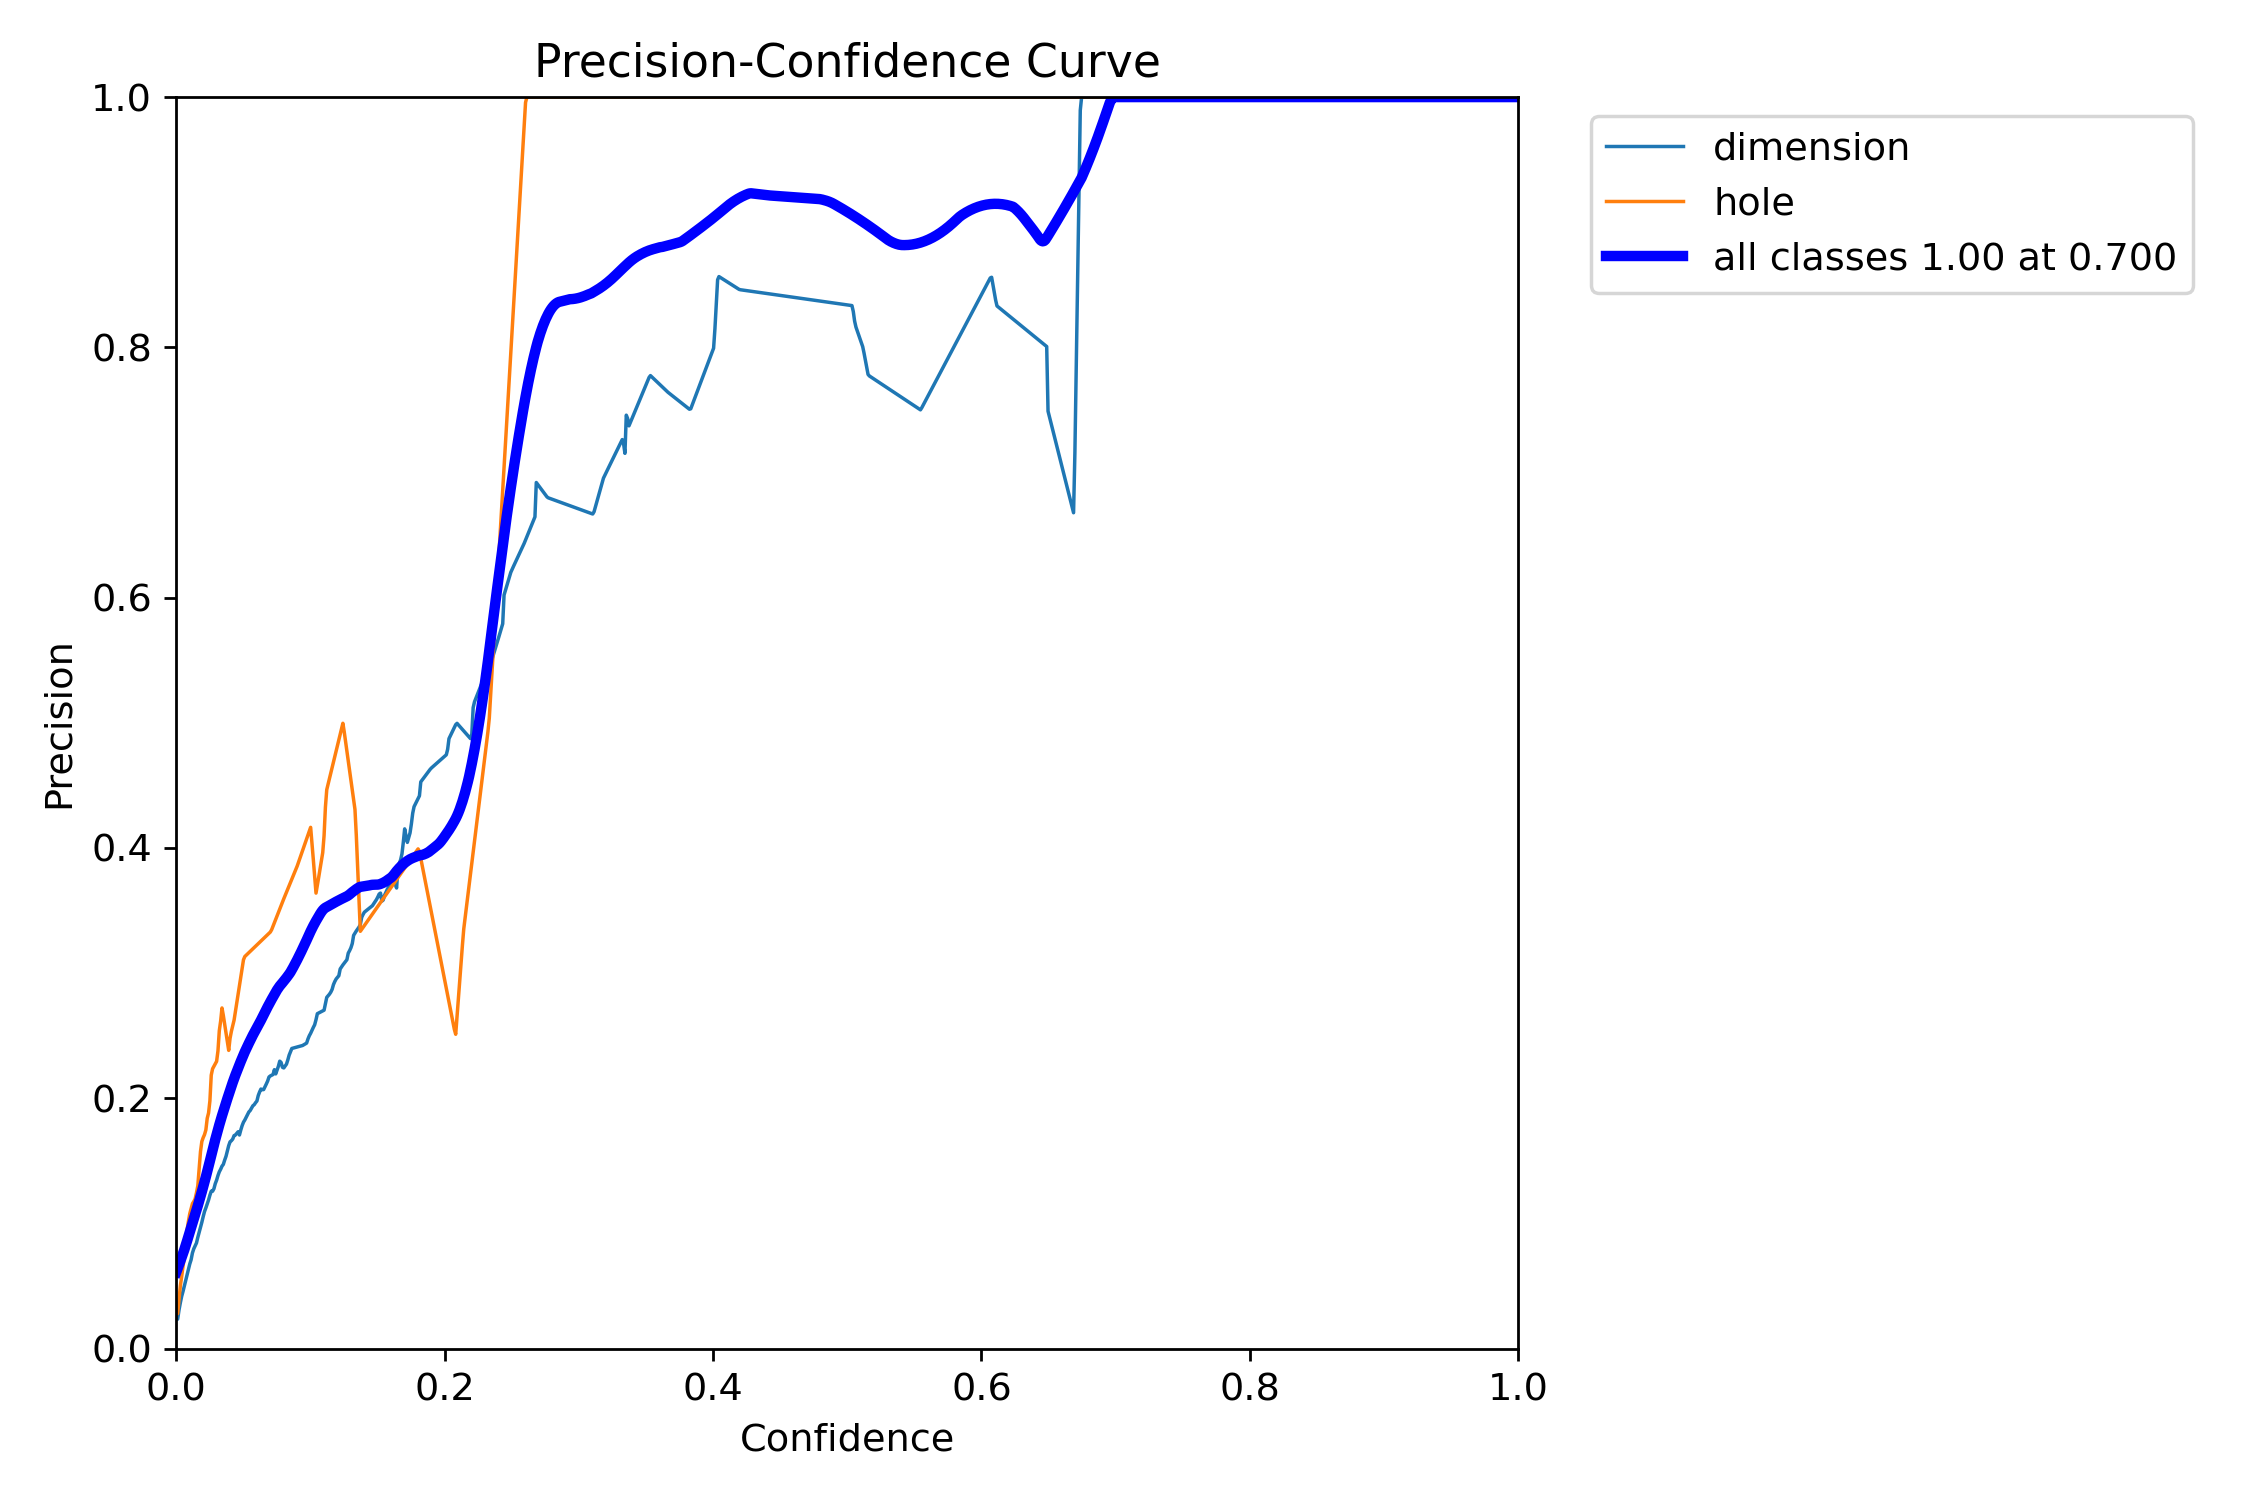 Precision-Confidence Curve
1.0
0.8
0.6
0.4
0.2
0.0
Precision
0.0 0.2 0.4 0.6 0.8 1.0
Confidence
dimension
hole
all classes 1.00 at 0.700